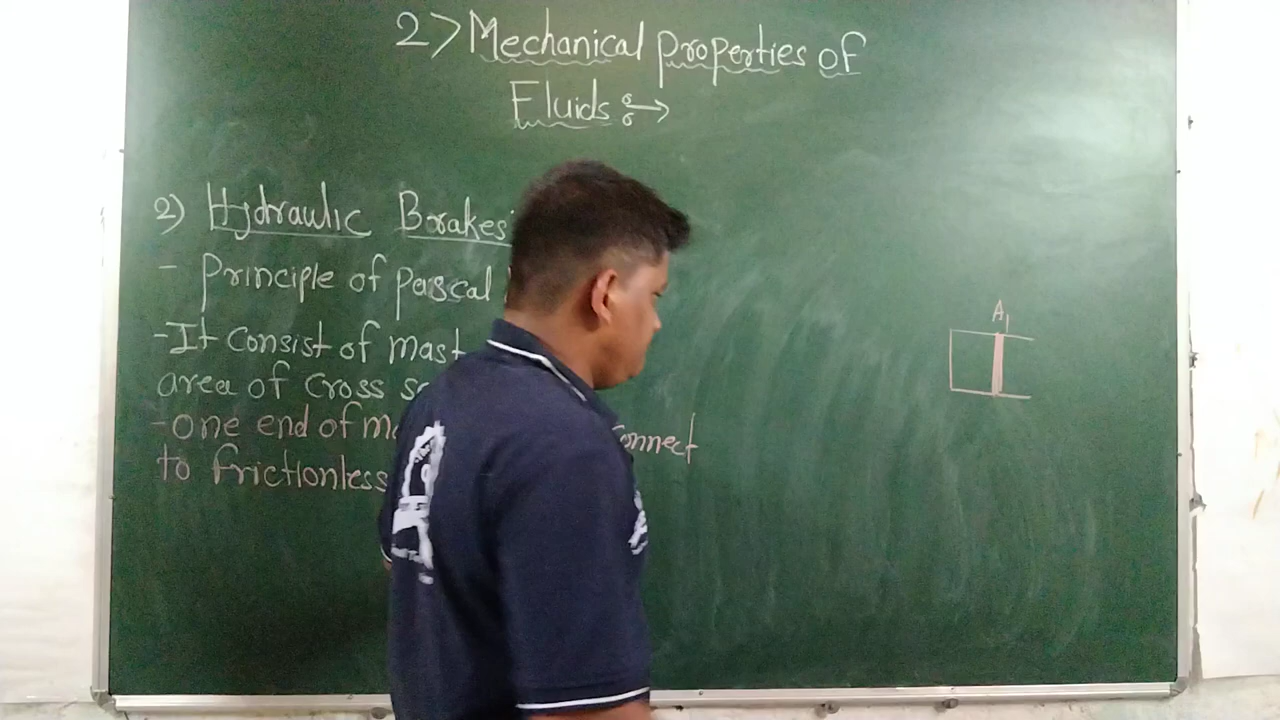 2> Mechanical properties of
Fluids :→
2) Hydraulic Brakes
- Principle of pascal
- It consist of mast
area of cross se
- one end of ma connect
to frictionless
A1